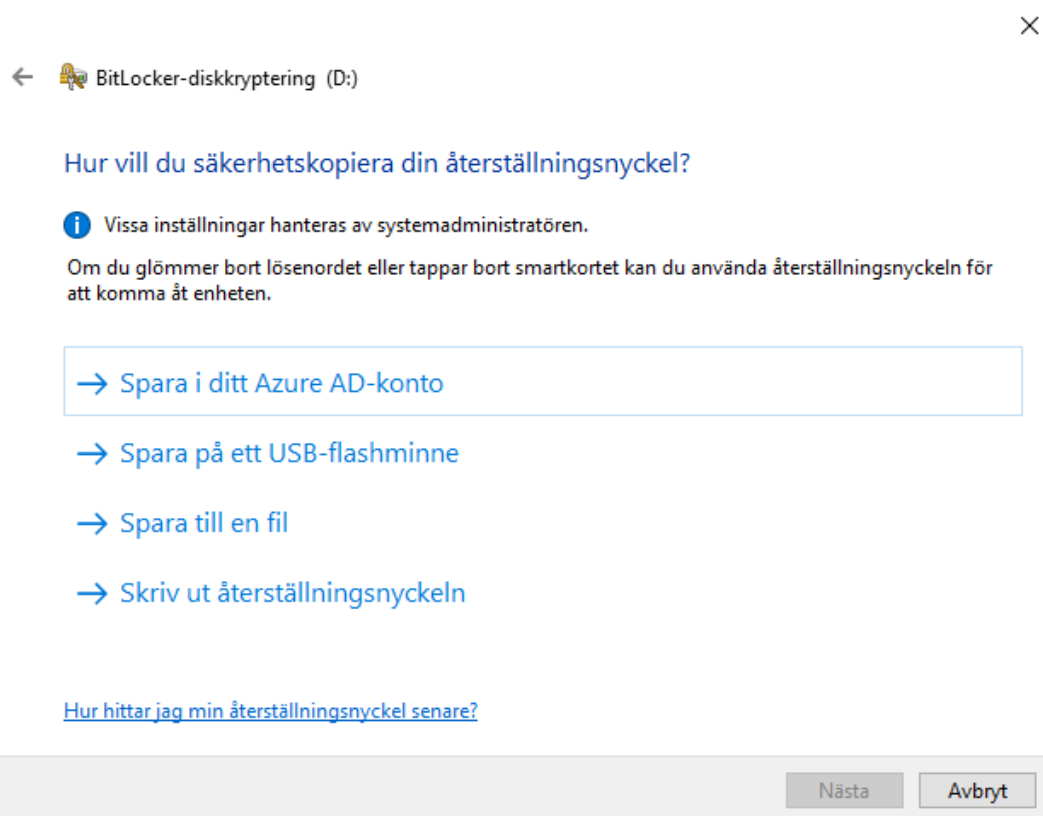 BitLocker-diskkryptering (D:)
Hur vill du säkerhetskopiera din återställningsnyckel?
Vissa inställningar hanteras av systemadministratören.
Om du glömmer bort lösenordet eller tappar bort smartkortet kan du använda återställningsnyckeln för
att komma åt enheten.
Spara i ditt Azure AD-konto
Spara på ett USB-flashminne
Spara till en fil
Skriv ut återställningsnyckeln
Hur hittar jag min återställningsnyckel senare?
Nästa Avbryt